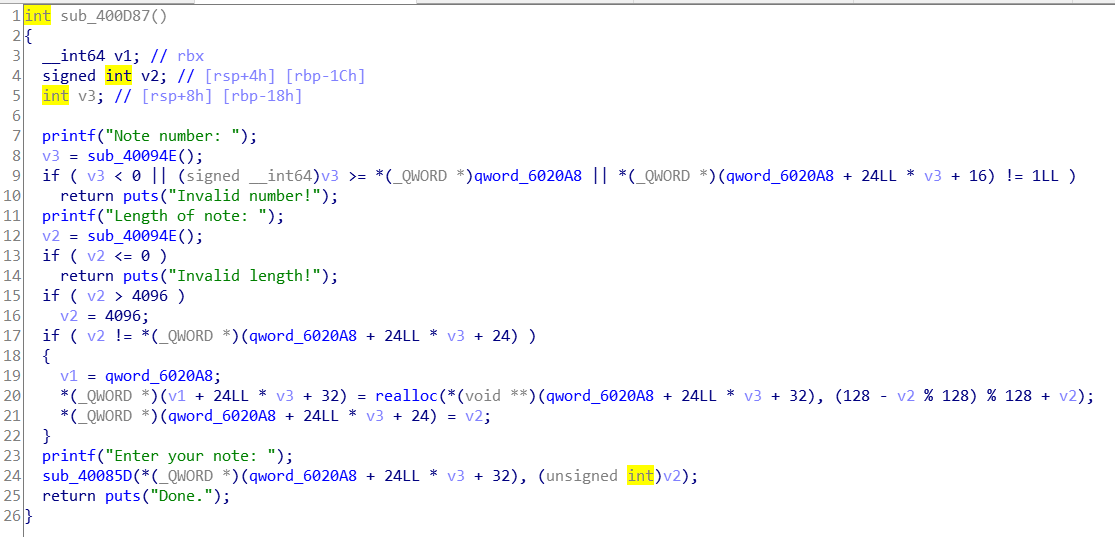 1 int sub_400D87()
2 {
3   __int64 v1; // rbx
4   signed int v2; // [rsp+4h] [rbp-1Ch]
5   int v3; // [rsp+8h] [rbp-18h]
6
7   printf("Note number: ");
8   v3 = sub_40094E();
9   if ( v3 < 0 || (signed __int64)v3 >= *(_QWORD *)qword_6020A8 || *(_QWORD *)(qword_6020A8 + 24LL * v3 + 16) != 1LL )
10     return puts("Invalid number!");
11   printf("Length of note: ");
12   v2 = sub_40094E();
13   if ( v2 <= 0 )
14     return puts("Invalid length!");
15   if ( v2 > 4096 )
16     v2 = 4096;
17   if ( v2 != *(_QWORD *)(qword_6020A8 + 24LL * v3 + 24) )
18   {
19     v1 = qword_6020A8;
20     *(_QWORD *)(v1 + 24LL * v3 + 32) = realloc(*(void **)(qword_6020A8 + 24LL * v3 + 32), (128 - v2 % 128) % 128 + v2);
21     *(_QWORD *)(qword_6020A8 + 24LL * v3 + 24) = v2;
22   }
23   printf("Enter your note: ");
24   sub_40085D(*(_QWORD *)(qword_6020A8 + 24LL * v3 + 32), (unsigned int)v2);
25   return puts("Done.");
26 }